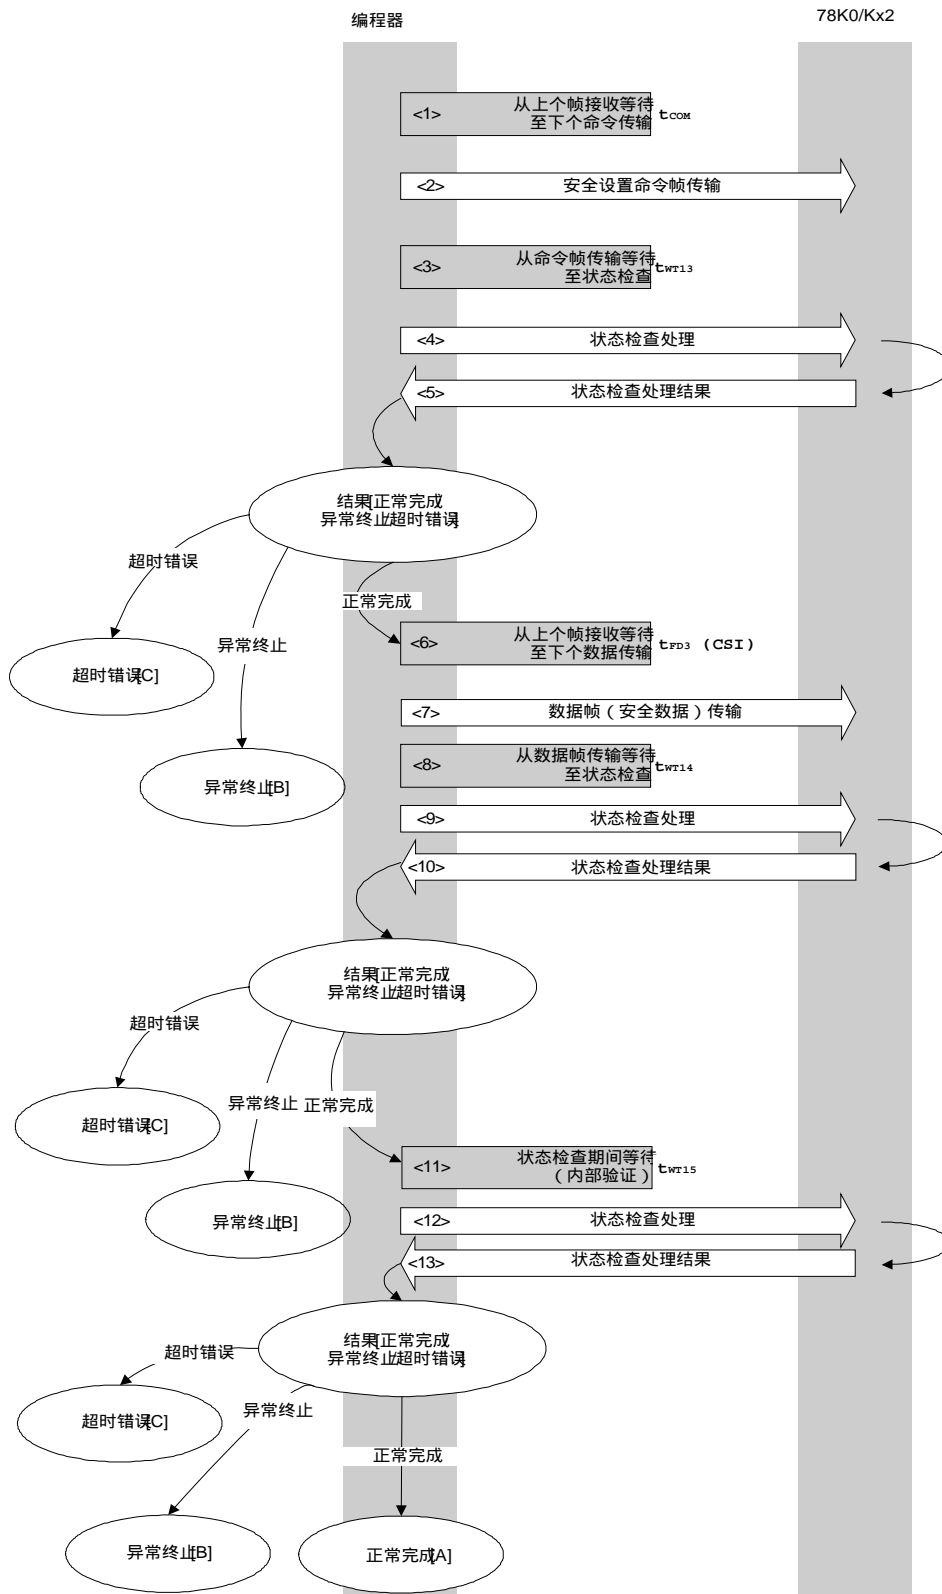 编程器
78K0/Kx2
<1> 从上个帧接收等待
至下个命令传输 tCOM
<2> 安全设置命令帧传输
<3> 从命令帧传输等待
至状态检查 tWT13
<4> 状态检查处理
<5> 状态检查处理结果
结果[正常完成/
异常终止/超时错误]
超时错误
异常终止
正常完成
超时错误[C]
异常终止[B]
<6> 从上个帧接收等待
至下个数据传输 tFD3 (CSI)
<7> 数据帧（安全数据）传输
<8> 从数据帧传输等待
至状态检查 tWT14
<9> 状态检查处理
<10> 状态检查处理结果
结果[正常完成/
异常终止/超时错误]
超时错误
异常终止
正常完成
超时错误[C]
异常终止[B]
<11> 状态检查期间等待
（内部验证） tWT15
<12> 状态检查处理
<13> 状态检查处理结果
结果[正常完成/
异常终止/超时错误]
超时错误
异常终止
正常完成
超时错误[C]
异常终止[B]
正常完成[A]